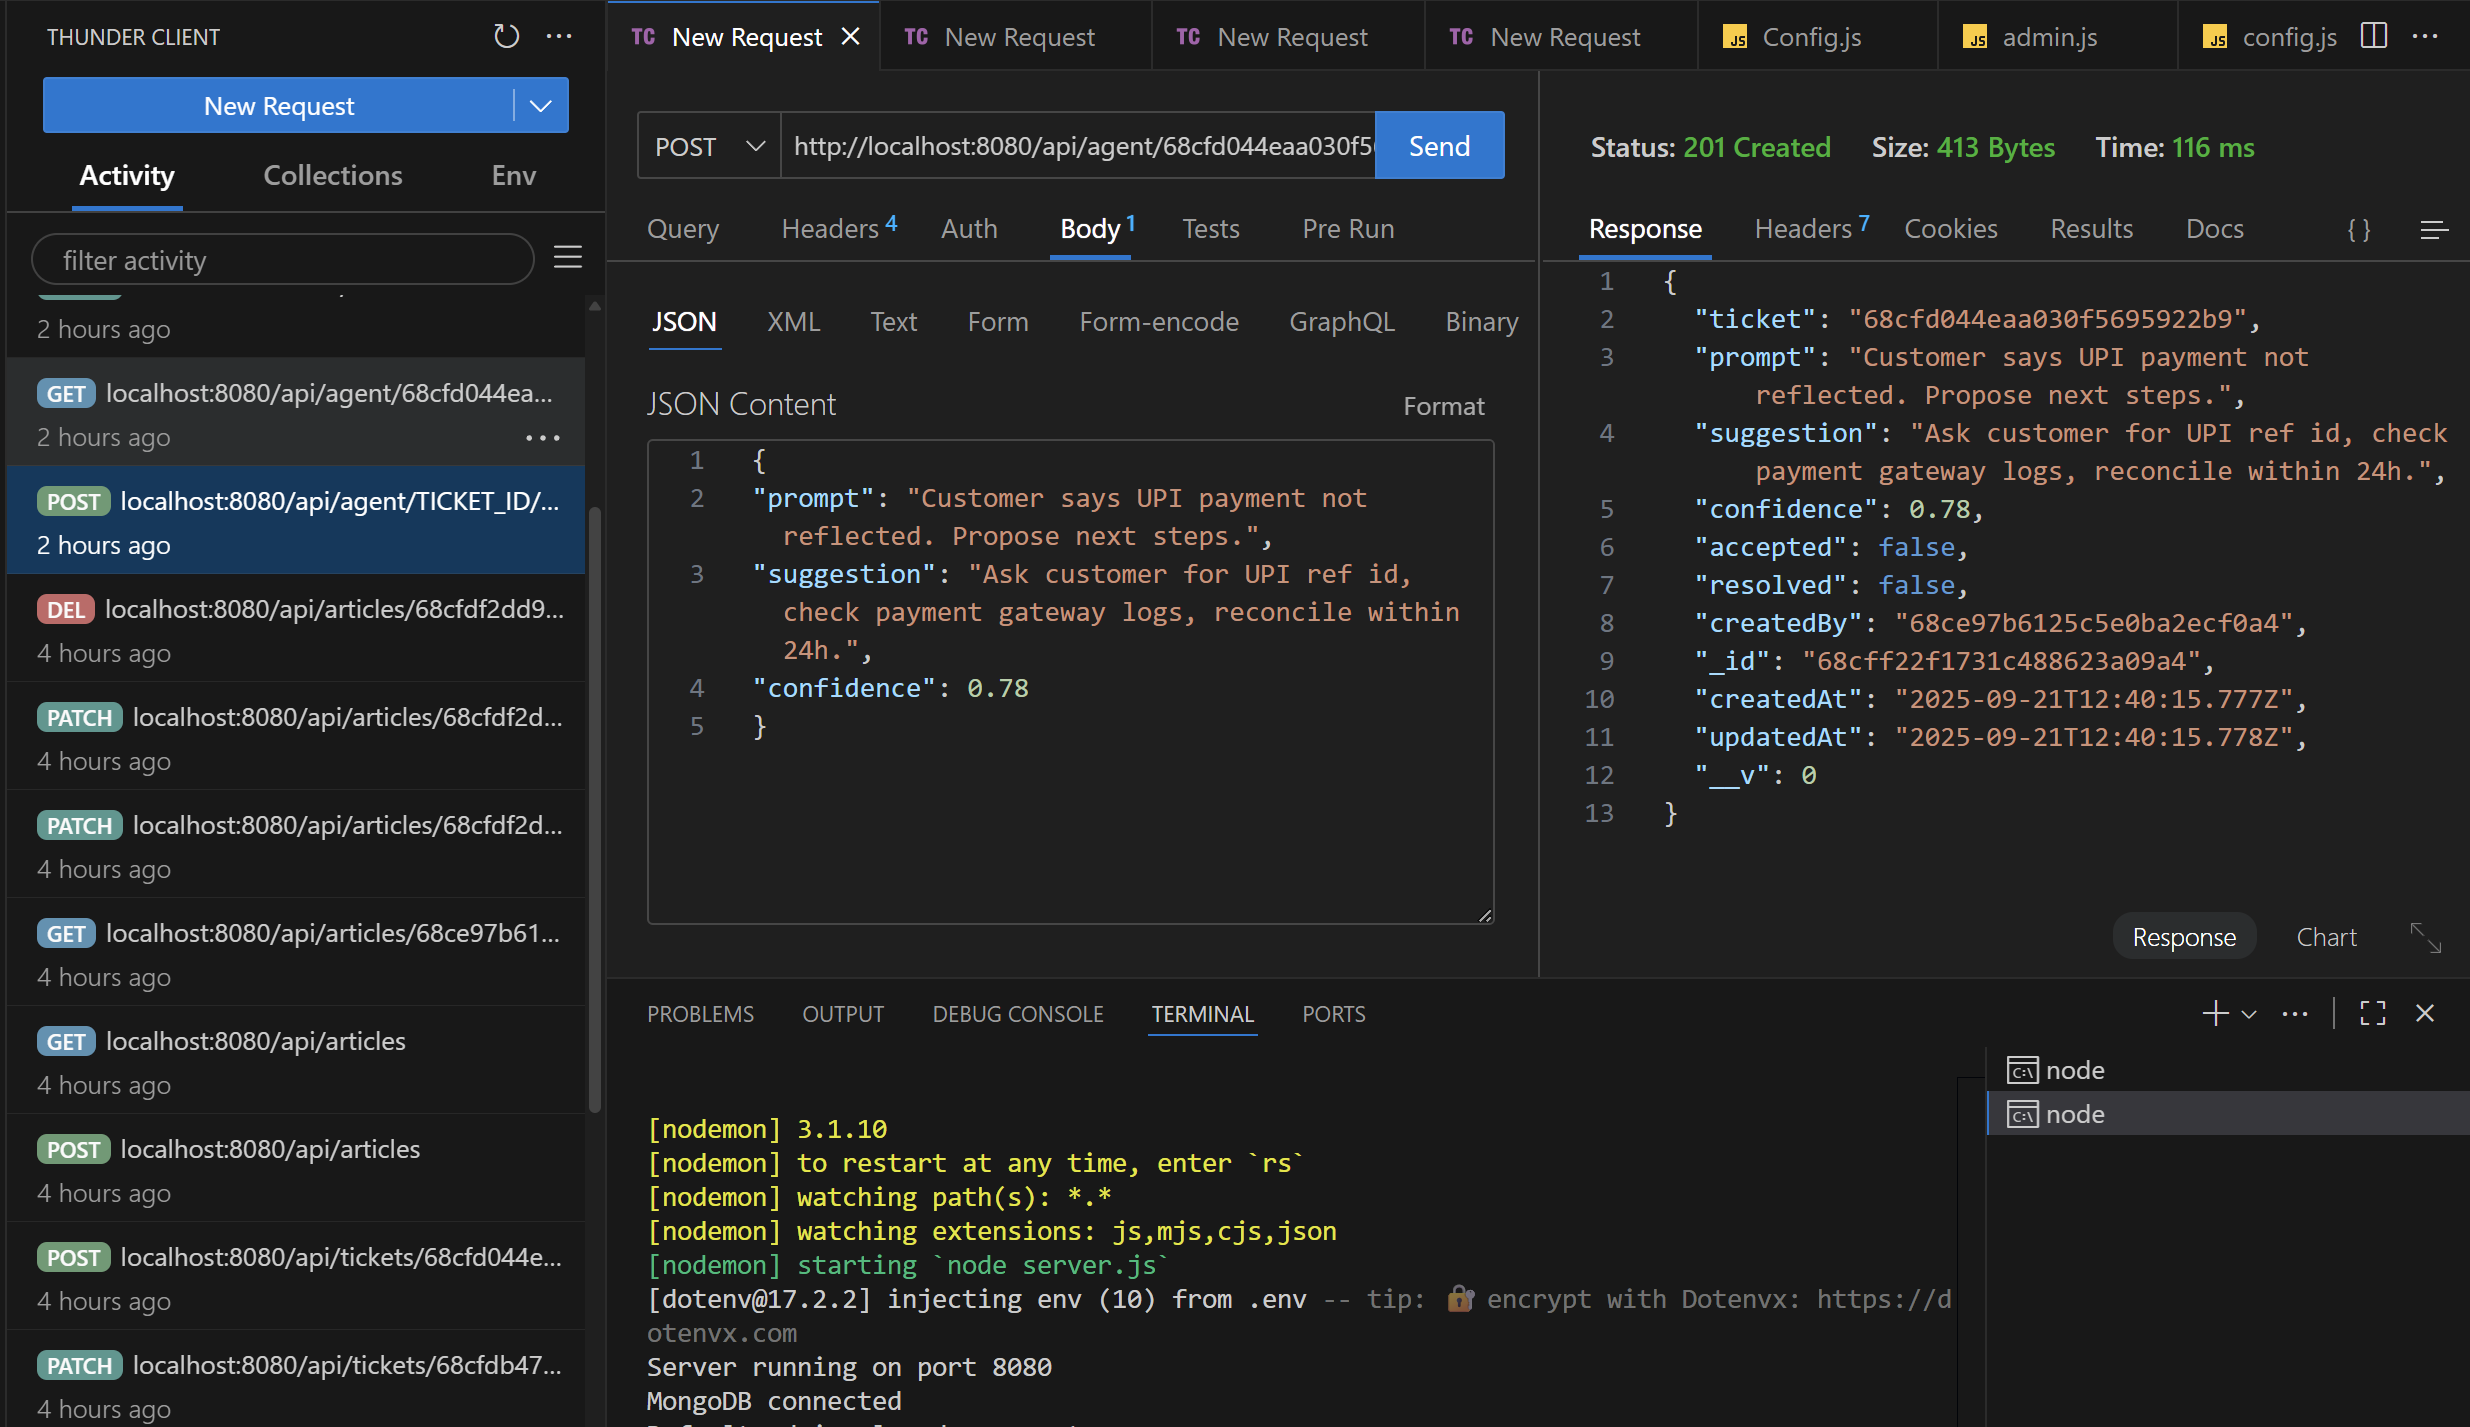 THUNDER CLIENT
New Request
Activity Collections Env
filter activity
2 hours ago
GET localhost:8080/api/agent/68cfd044ea...
2 hours ago
POST localhost:8080/api/agent/TICKET_ID/...
2 hours ago
DEL localhost:8080/api/articles/68cfdf2dd9...
4 hours ago
PATCH localhost:8080/api/articles/68cfdf2d...
4 hours ago
PATCH localhost:8080/api/articles/68cfdf2d...
4 hours ago
GET localhost:8080/api/articles/68ce97b61...
4 hours ago
GET localhost:8080/api/articles
4 hours ago
POST localhost:8080/api/articles
4 hours ago
POST localhost:8080/api/tickets/68cfd044e...
4 hours ago
PATCH localhost:8080/api/tickets/68cfdb47...
4 hours ago
TC New Request TC New Request TC New Request TC New Request JS Config.js JS admin.js JS config.js
POST http://localhost:8080/api/agent/68cfd044eaa030f5 Send
Query Headers 4 Auth Body 1 Tests Pre Run
JSON XML Text Form Form-encode GraphQL Binary
JSON Content Format
1 {
2 "prompt": "Customer says UPI payment not
reflected. Propose next steps.",
3 "suggestion": "Ask customer for UPI ref id,
check payment gateway logs, reconcile within
24h.",
4 "confidence": 0.78
5 }
Status: 201 Created Size: 413 Bytes Time: 116 ms
Response Headers 7 Cookies Results Docs { }
1 {
2 "ticket": "68cfd044eaa030f5695922b9",
3 "prompt": "Customer says UPI payment not
reflected. Propose next steps.",
4 "suggestion": "Ask customer for UPI ref id, check
payment gateway logs, reconcile within 24h.",
5 "confidence": 0.78,
6 "accepted": false,
7 "resolved": false,
8 "createdBy": "68ce97b6125c5e0ba2ecf0a4",
9 "_id": "68cff22f1731c488623a09a4",
10 "createdAt": "2025-09-21T12:40:15.777Z",
11 "updatedAt": "2025-09-21T12:40:15.778Z",
12 "__v": 0
13 }
Response Chart
PROBLEMS OUTPUT DEBUG CONSOLE TERMINAL PORTS
[nodemon] 3.1.10
[nodemon] to restart at any time, enter `rs`
[nodemon] watching path(s): *.*
[nodemon] watching extensions: js,mjs,cjs,json
[nodemon] starting `node server.js`
[dotenv@17.2.2] injecting env (10) from .env -- tip: 🔐 encrypt with Dotenvx: https://d
otenvx.com
Server running on port 8080
MongoDB connected
node
node